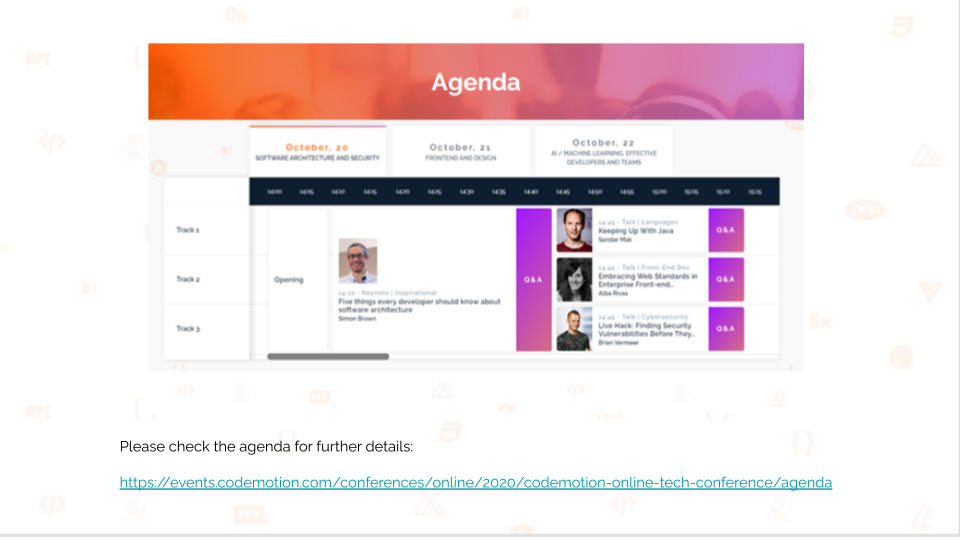 Agenda
October, 20
SOFTWARE ARCHITECTURE AND SECURITY
October, 21
FRONTEND AND DESIGN
October, 22
AI / MACHINE LEARNING, EFFECTIVE
DEVELOPERS AND TEAMS
14:00 14:05 14:10 14:15 14:20 14:25 14:30 14:35 14:40 14:45 14:50 14:55 15:00 15:05 15:10 15:15
Track 1
Track 2
Track 3
Opening
14:10 - Keynote | Inspirational
Five things every developer should know about
software architecture
Simon Brown
Q&A
14:45 - Talk | Languages
Keeping Up With Java
Sander Mak
Q&A
14:45 - Talk | Front-End Dev
Embracing Web Standards in
Enterprise Front-end...
Alba Rivas
Q&A
14:45 - Talk | Cybersecurity
Live Hack: Finding Security
Vulnerabilities Before They...
Brian Vermeer
Q&A
Please check the agenda for further details:
https://events.codemotion.com/conferences/online/2020/codemotion-online-tech-conference/agenda